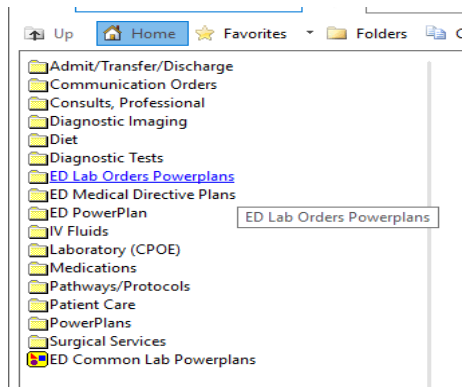 Up Home Favorites Folders
Admit/Transfer/Discharge
Communication Orders
Consults, Professional
Diagnostic Imaging
Diet
Diagnostic Tests
ED Lab Orders Powerplans
ED Medical Directive Plans
ED PowerPlan
ED Lab Orders Powerplans
IV Fluids
Laboratory (CPOE)
Medications
Pathways/Protocols
Patient Care
PowerPlans
Surgical Services
ED Common Lab Powerplans